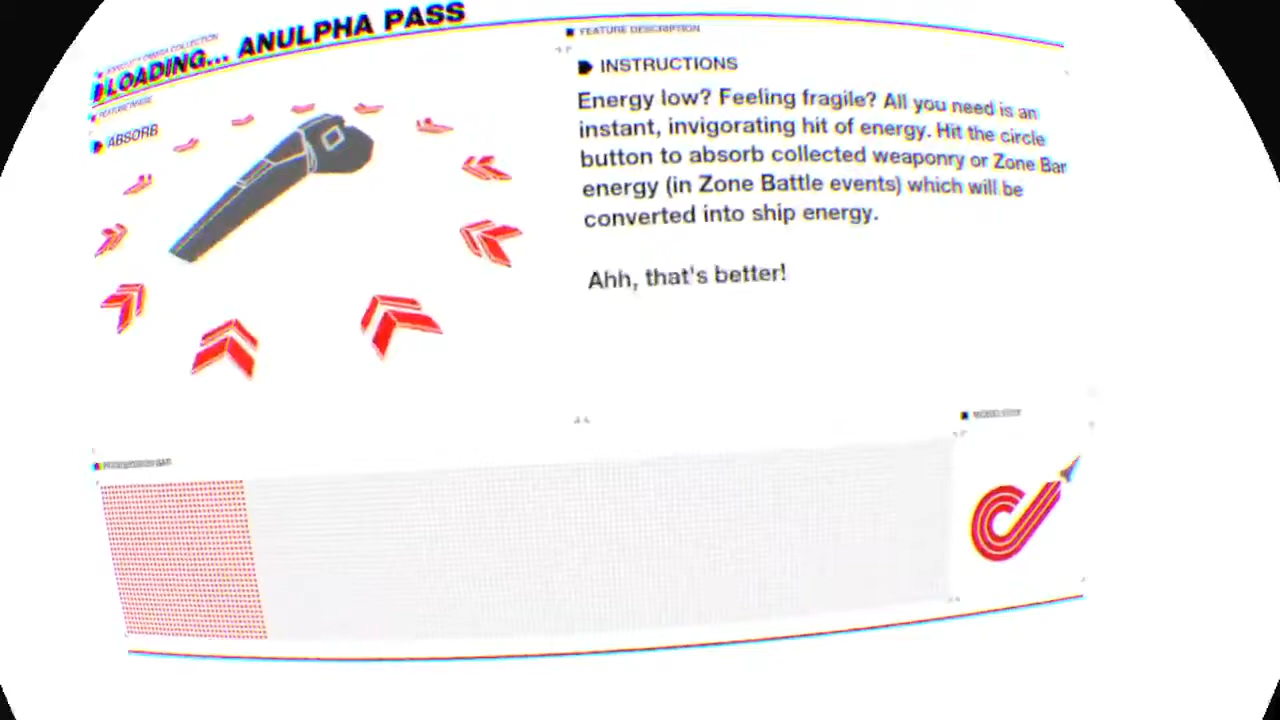 LOADING... ANULPHA PASS
ABSORB
FEATURE DESCRIPTION
INSTRUCTIONS
Energy low? Feeling fragile? All you need is an
instant, invigorating hit of energy. Hit the circle
button to absorb collected weaponry or Zone Bar
energy (in Zone Battle events) which will be
converted into ship energy.
Ahh, that's better!